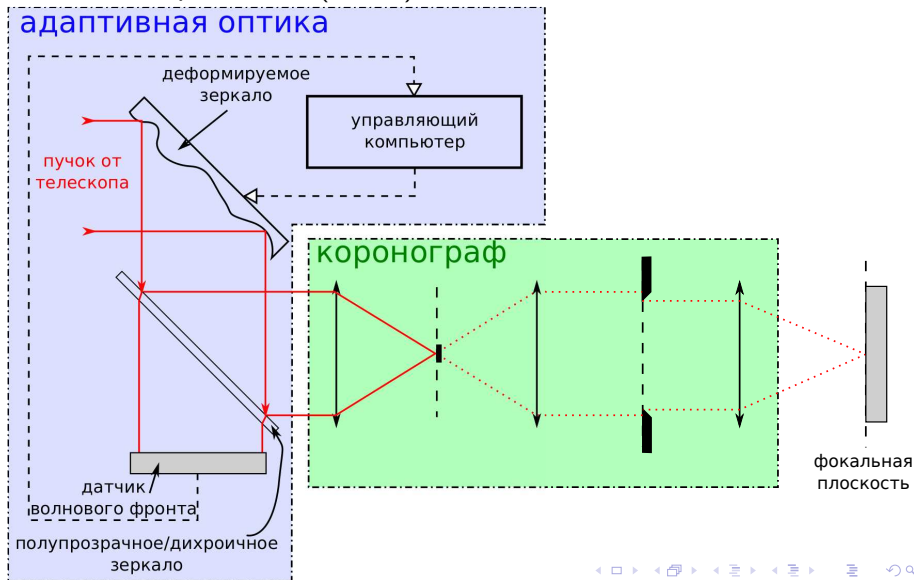 адаптивная оптика
деформируемое
зеркало
управляющий
компьютер
пучок от
телескопа
коронограф
фокальная
плоскость
датчик
волнового фронта
полупрозрачное/дихроичное
зеркало